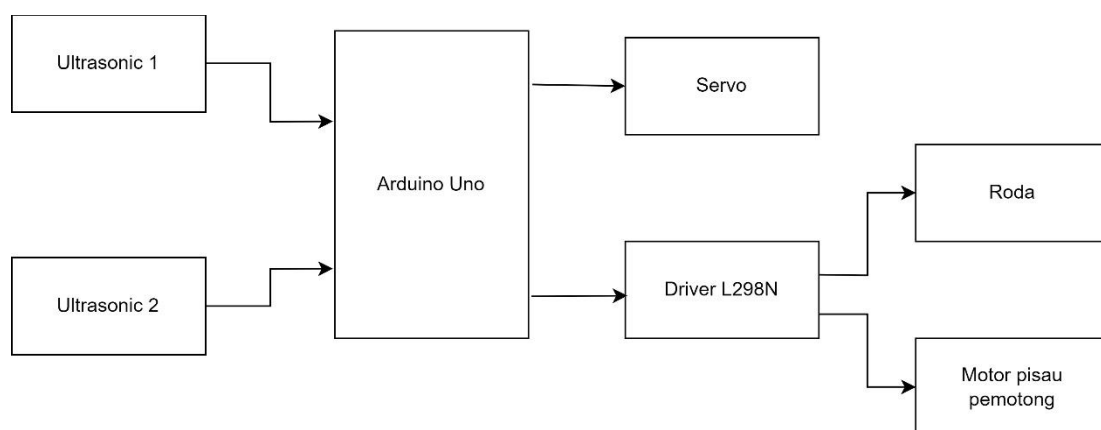 Ultrasonic 1
Servo
Arduino Uno
Roda
Ultrasonic 2
Driver L298N
Motor pisau
pemotong